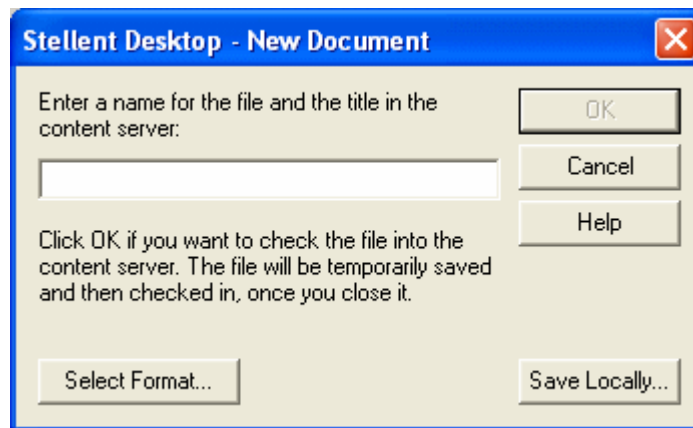 Stellent Desktop - New Document
Enter a name for the file and the title in the
content server:
OK
Cancel
Help
Click OK if you want to check the file into the
content server. The file will be temporarily saved
and then checked in, once you close it.
Select Format...
Save Locally...